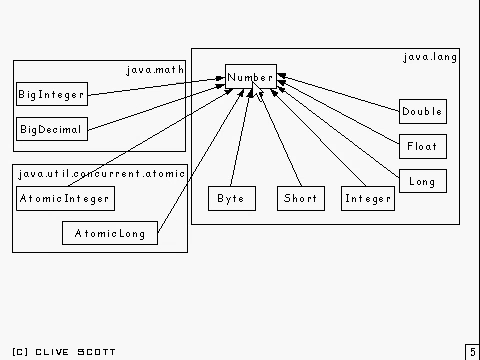 java.math
java.lang
Number
BigInteger
BigDecimal
Double
Float
Long
java.util.concurrent.atomic
AtomicInteger
Byte
Short
Integer
AtomicLong
(C) CLIVE SCOTT
5